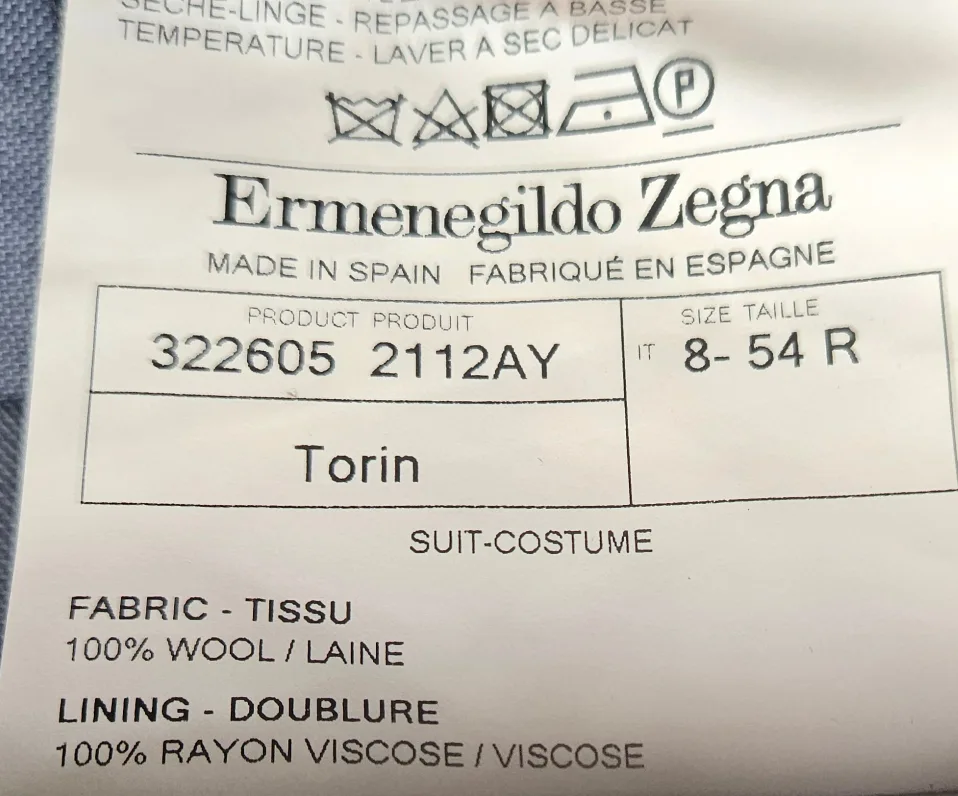 SECHE-LINGE - REPASSAGE A BASSE
TEMPERATURE - LAVER A SEC DELICAT
P
Ermenegildo Zegna
MADE IN SPAIN FABRIQUÉ EN ESPAGNE
PRODUCT PRODUIT
322605 2112AY
SIZE TAILLE
IT 8- 54 R
Torin
SUIT-COSTUME
FABRIC - TISSU
100% WOOL / LAINE
LINING - DOUBLURE
100% RAYON VISCOSE / VISCOSE